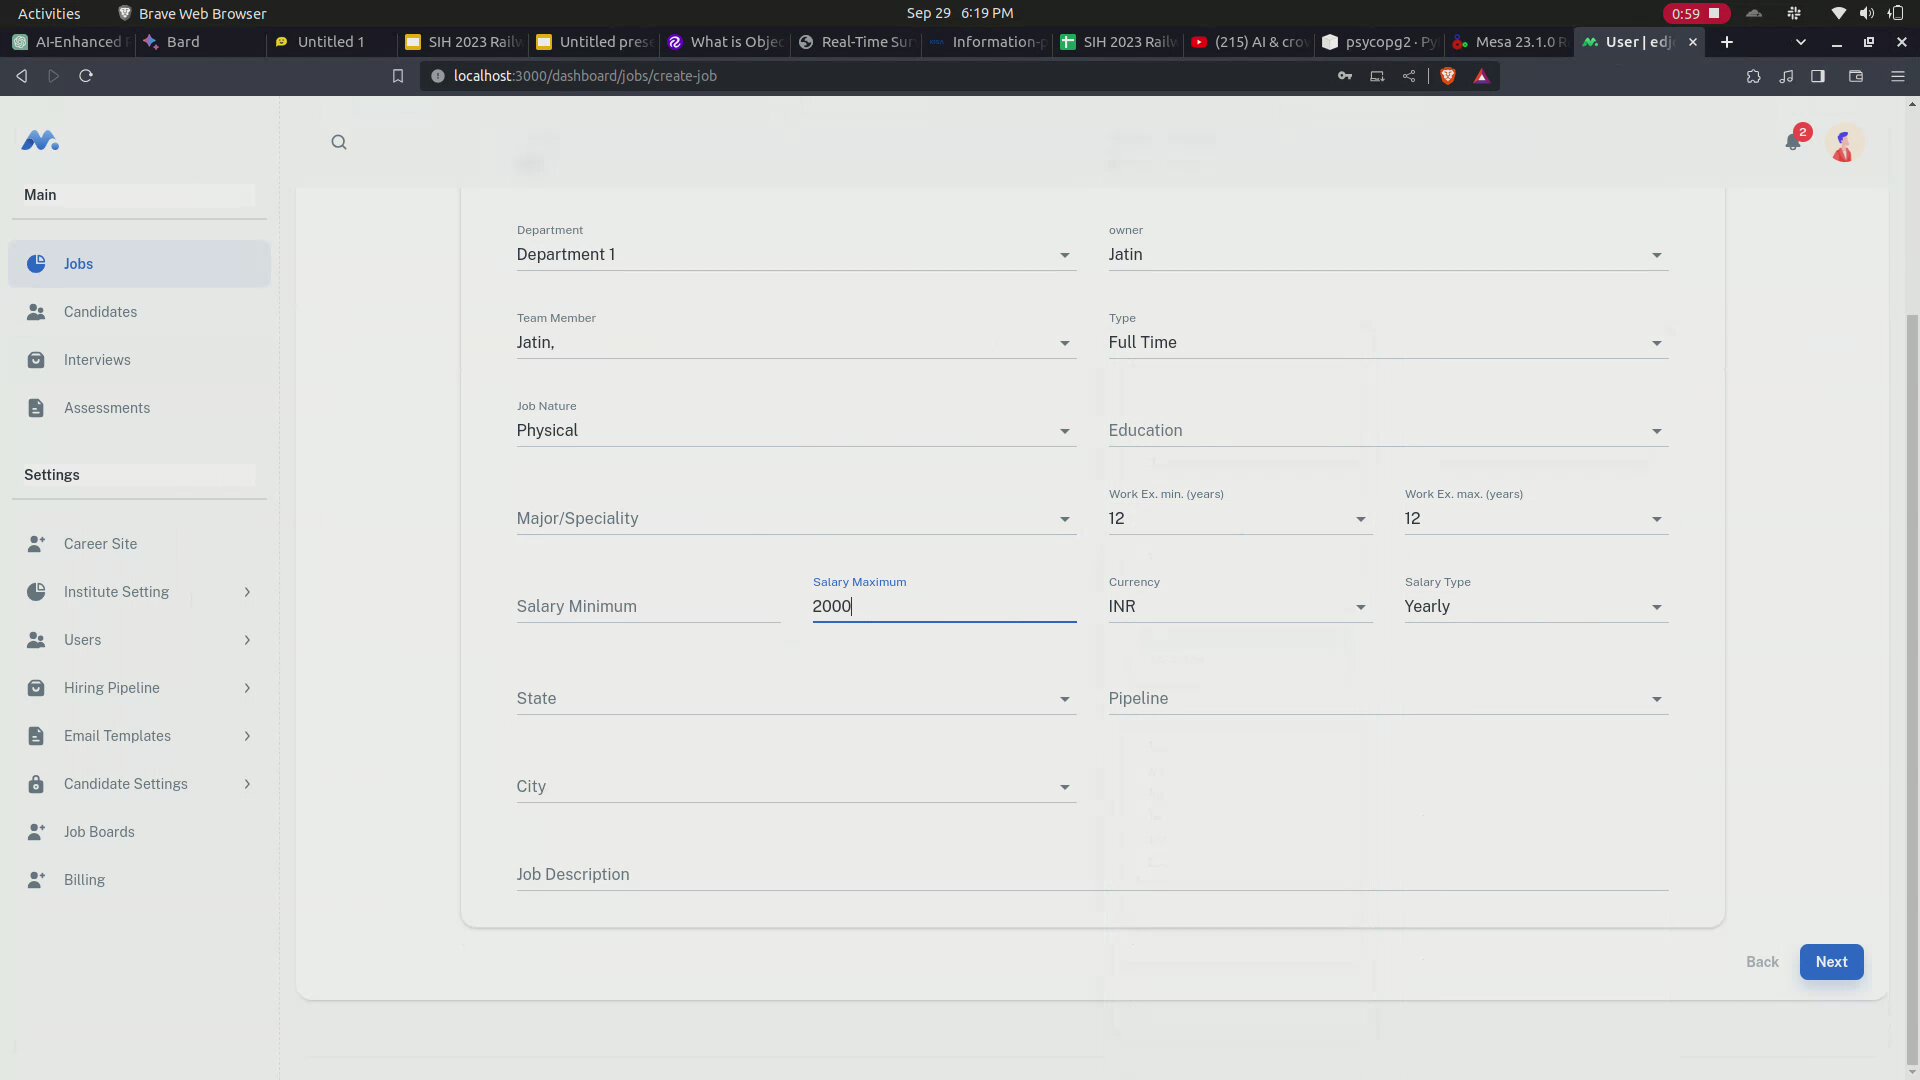 Activities Brave Web Browser Sep 29 6:19 PM 0:59
AI-Enhanced Bard Untitled 1 SIH 2023 Railw Untitled prese What is Objec Real-Time Sur Information-p SIH 2023 Railw (215) AI & crow psycopg2 · Py Mesa 23.1.0 R User | edj
localhost:3000/dashboard/jobs/create-job
2
Main
Jobs
Candidates
Interviews
Assessments
Settings
Career Site
Institute Setting
Users
Hiring Pipeline
Email Templates
Candidate Settings
Job Boards
Billing
Department owner
Department 1 Jatin
Team Member Type
Jatin, Full Time
Job Nature
Physical Education
Work Ex. min. (years) Work Ex. max. (years)
Major/Speciality 12 12
Salary Maximum Currency Salary Type
Salary Minimum 2000 INR Yearly
State Pipeline
City
Job Description
Back Next